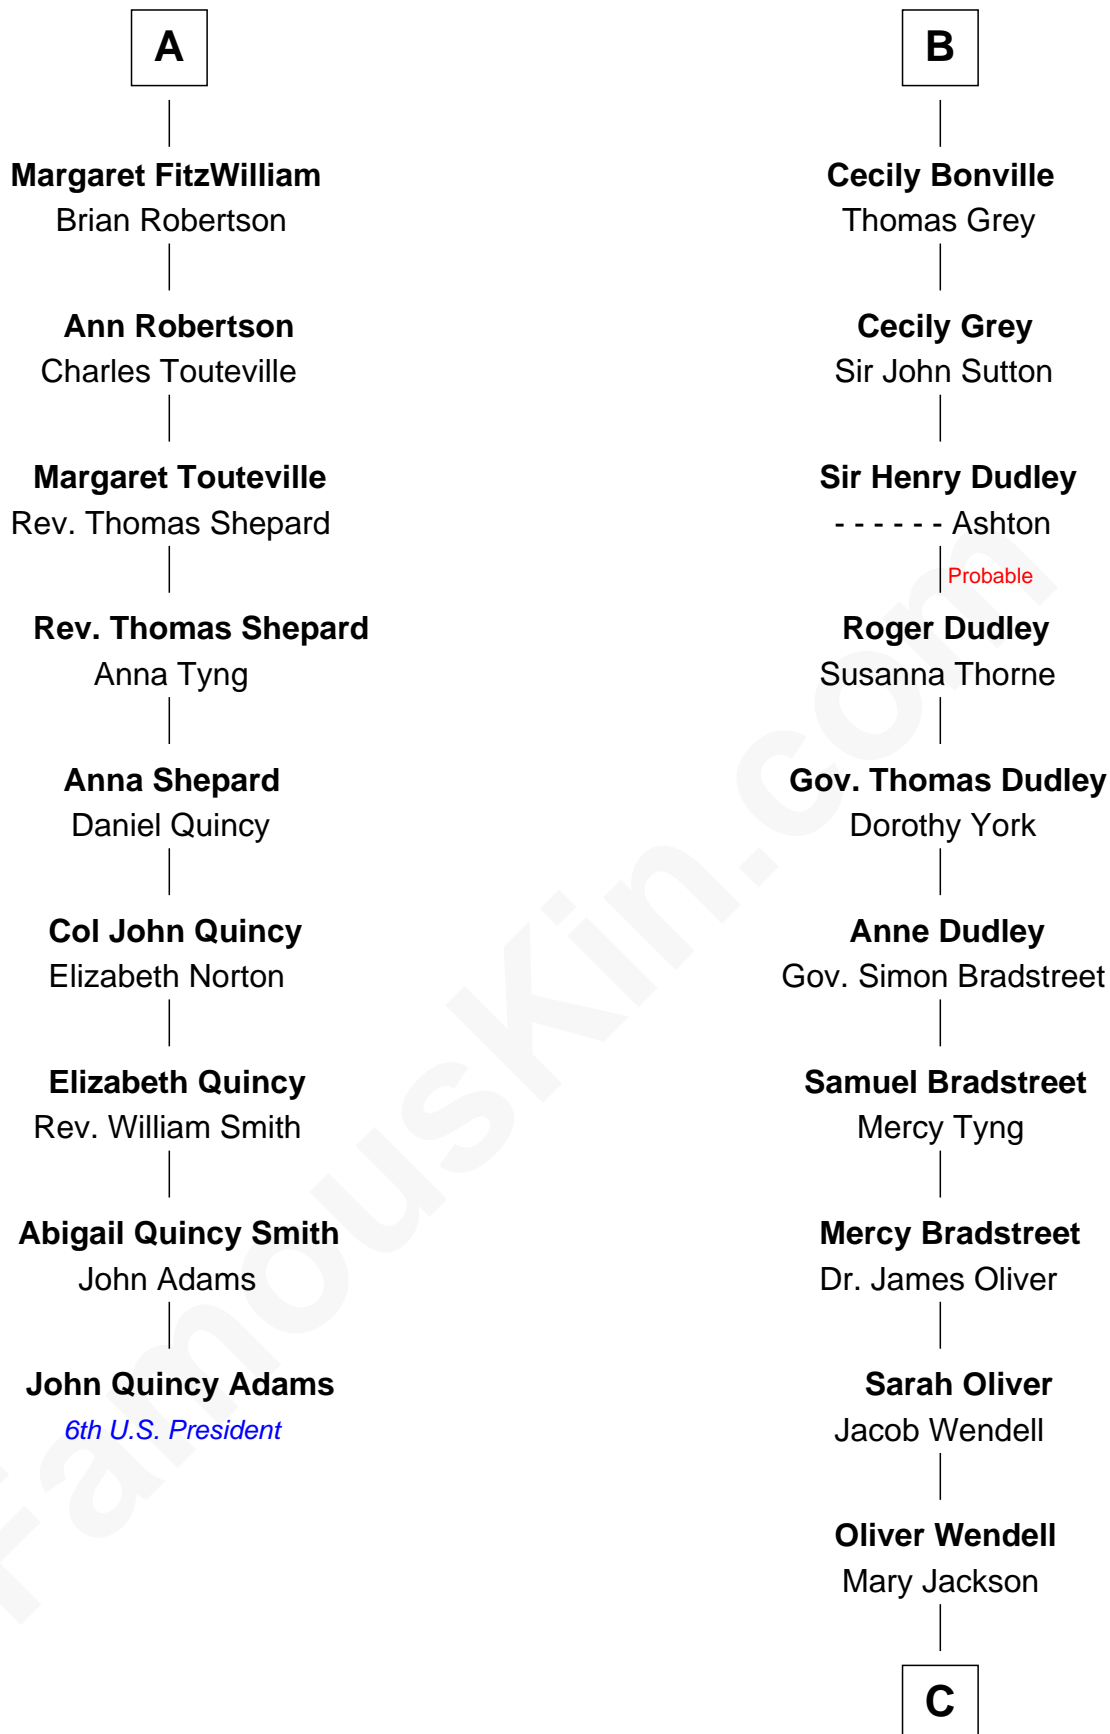 A
Margaret FitzWilliam
Brian Robertson
Ann Robertson
Charles Touteville
Margaret Touteville
Rev. Thomas Shepard
Rev. Thomas Shepard
Anna Tyng
Anna Shepard
Daniel Quincy
Col John Quincy
Elizabeth Norton
Elizabeth Quincy
Rev. William Smith
Abigail Quincy Smith
John Adams
John Quincy Adams
6th U.S. President
B
Cecily Bonville
Thomas Grey
Cecily Grey
Sir John Sutton
Sir Henry Dudley
- - - - - - Ashton
Probable
Roger Dudley
Susanna Thorne
Gov. Thomas Dudley
Dorothy York
Anne Dudley
Gov. Simon Bradstreet
Samuel Bradstreet
Mercy Tyng
Mercy Bradstreet
Dr. James Oliver
Sarah Oliver
Jacob Wendell
Oliver Wendell
Mary Jackson
C
FamousKin.com